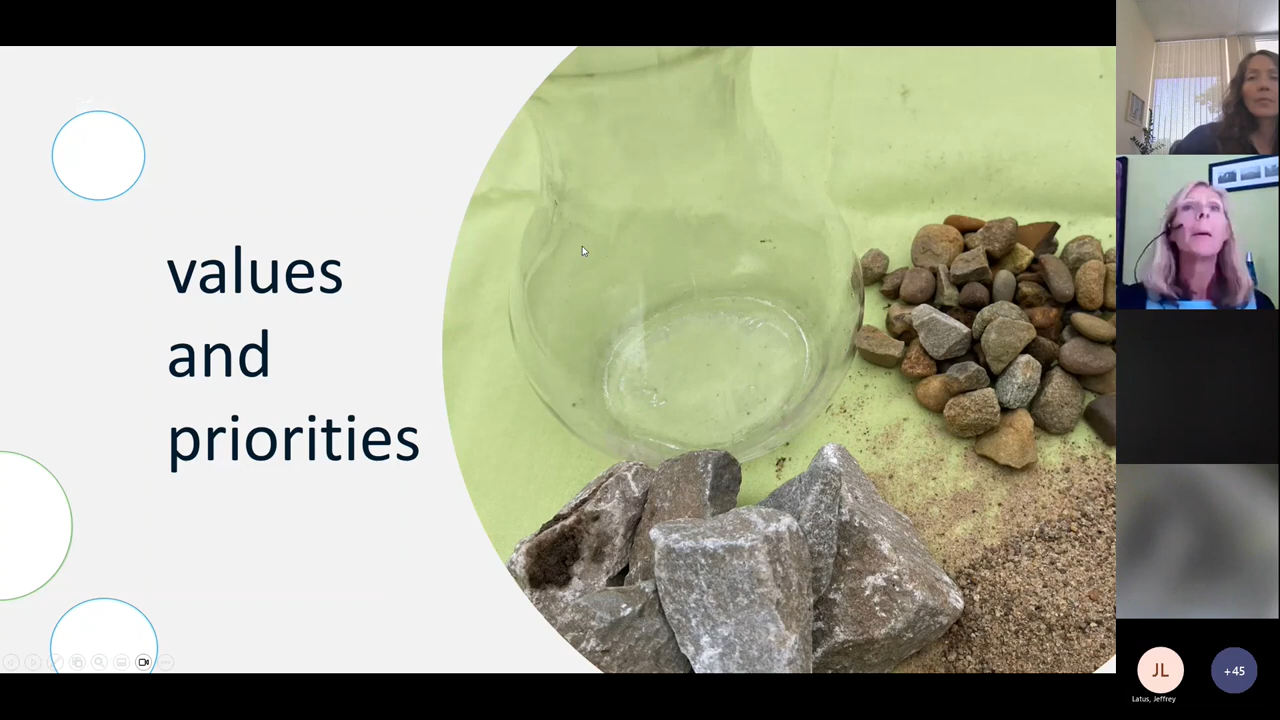 values
and
priorities
JL
+45
Latus, Jeffrey